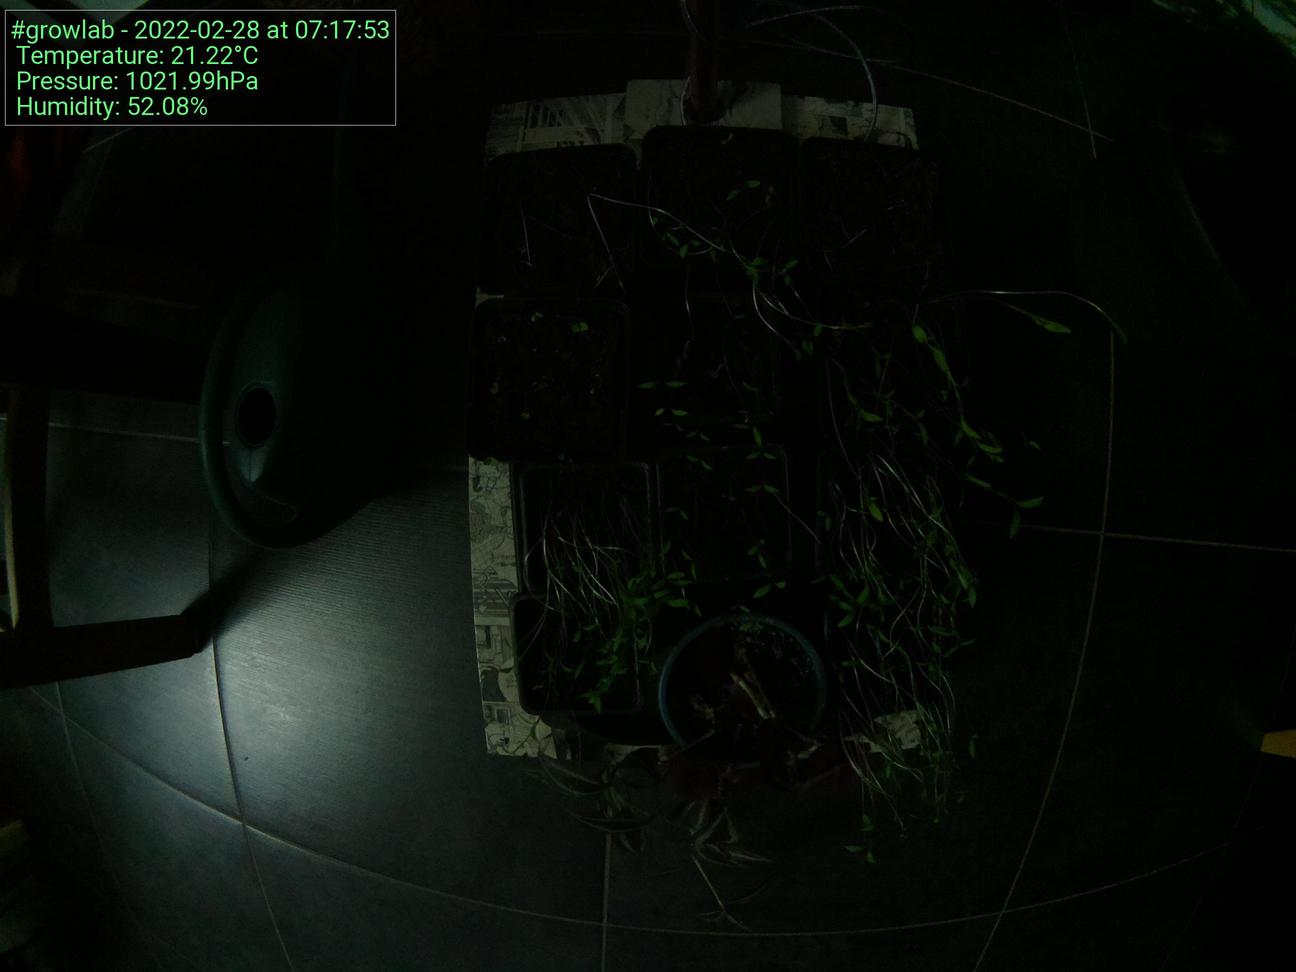 #growlab - 2022-02-28 at 07:17:53
Temperature: 21.22°C
Pressure: 1021.99hPa
Humidity: 52.08%